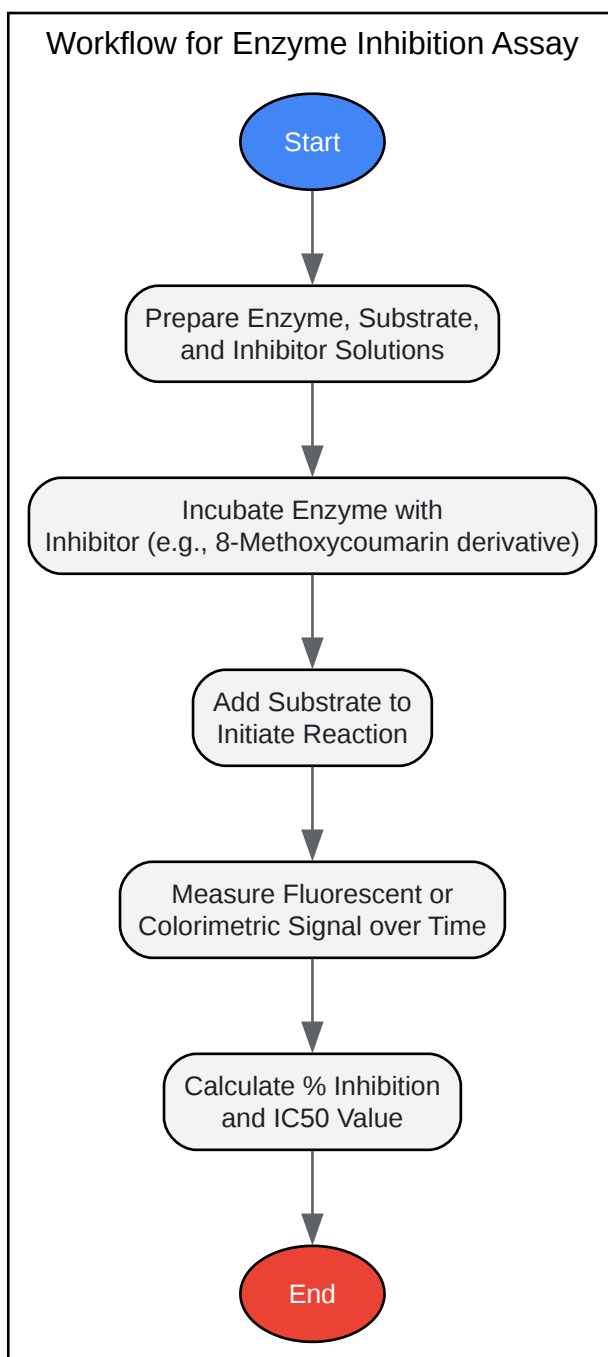 Workflow for Enzyme Inhibition Assay
Start
Prepare Enzyme, Substrate,
and Inhibitor Solutions
Incubate Enzyme with
Inhibitor (e.g., 8-Methoxycoumarin derivative)
Add Substrate to
Initiate Reaction
Measure Fluorescent or
Colorimetric Signal over Time
Calculate % Inhibition
and IC50 Value
End